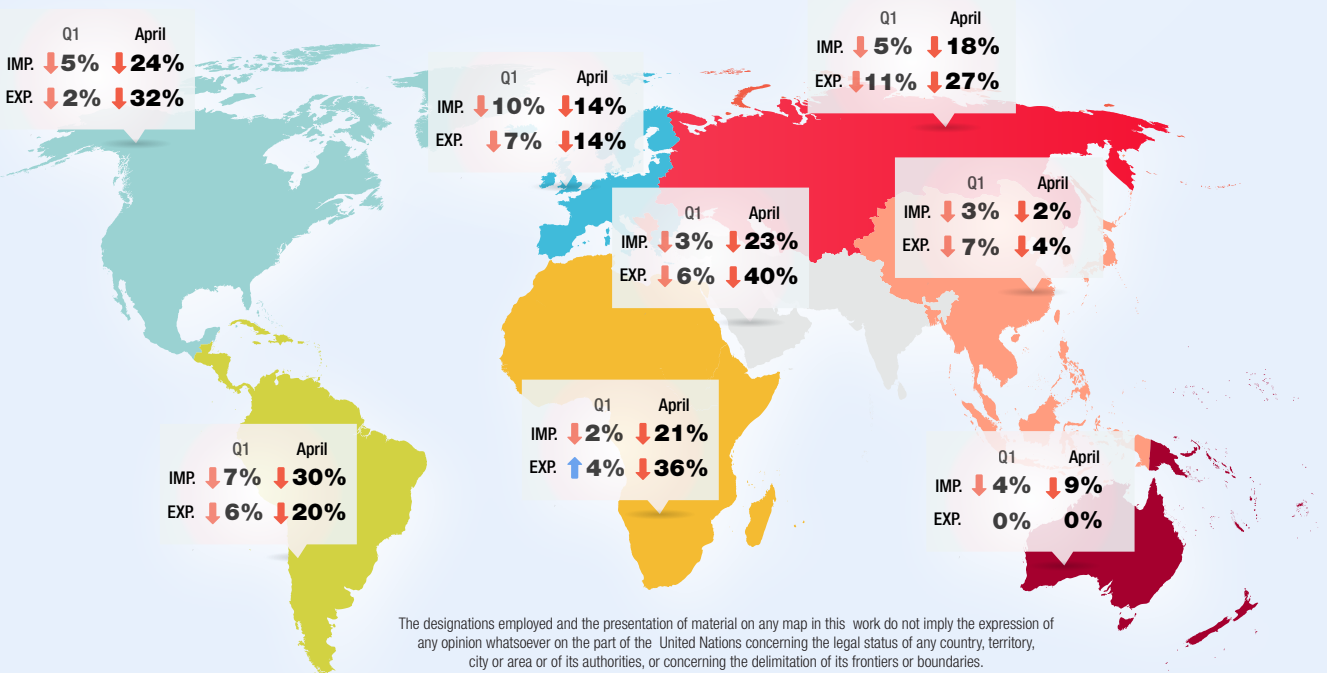 Q1 April
IMP. 5% 24%
EXP. 2% 32%
Q1 April
IMP. 10% 14%
EXP. 7% 14%
Q1 April
IMP. 5% 18%
EXP. 11% 27%
Q1 April
IMP. 3% 23%
EXP. 6% 40%
Q1 April
IMP. 3% 2%
EXP. 7% 4%
Q1 April
IMP. 7% 30%
EXP. 6% 20%
Q1 April
IMP. 2% 21%
EXP. 4% 36%
Q1 April
IMP. 4% 9%
EXP. 0% 0%
The designations employed and the presentation of material on any map in this work do not imply the expression of
any opinion whatsoever on the part of the United Nations concerning the legal status of any country, territory,
city or area or of its authorities, or concerning the delimitation of its frontiers or boundaries.